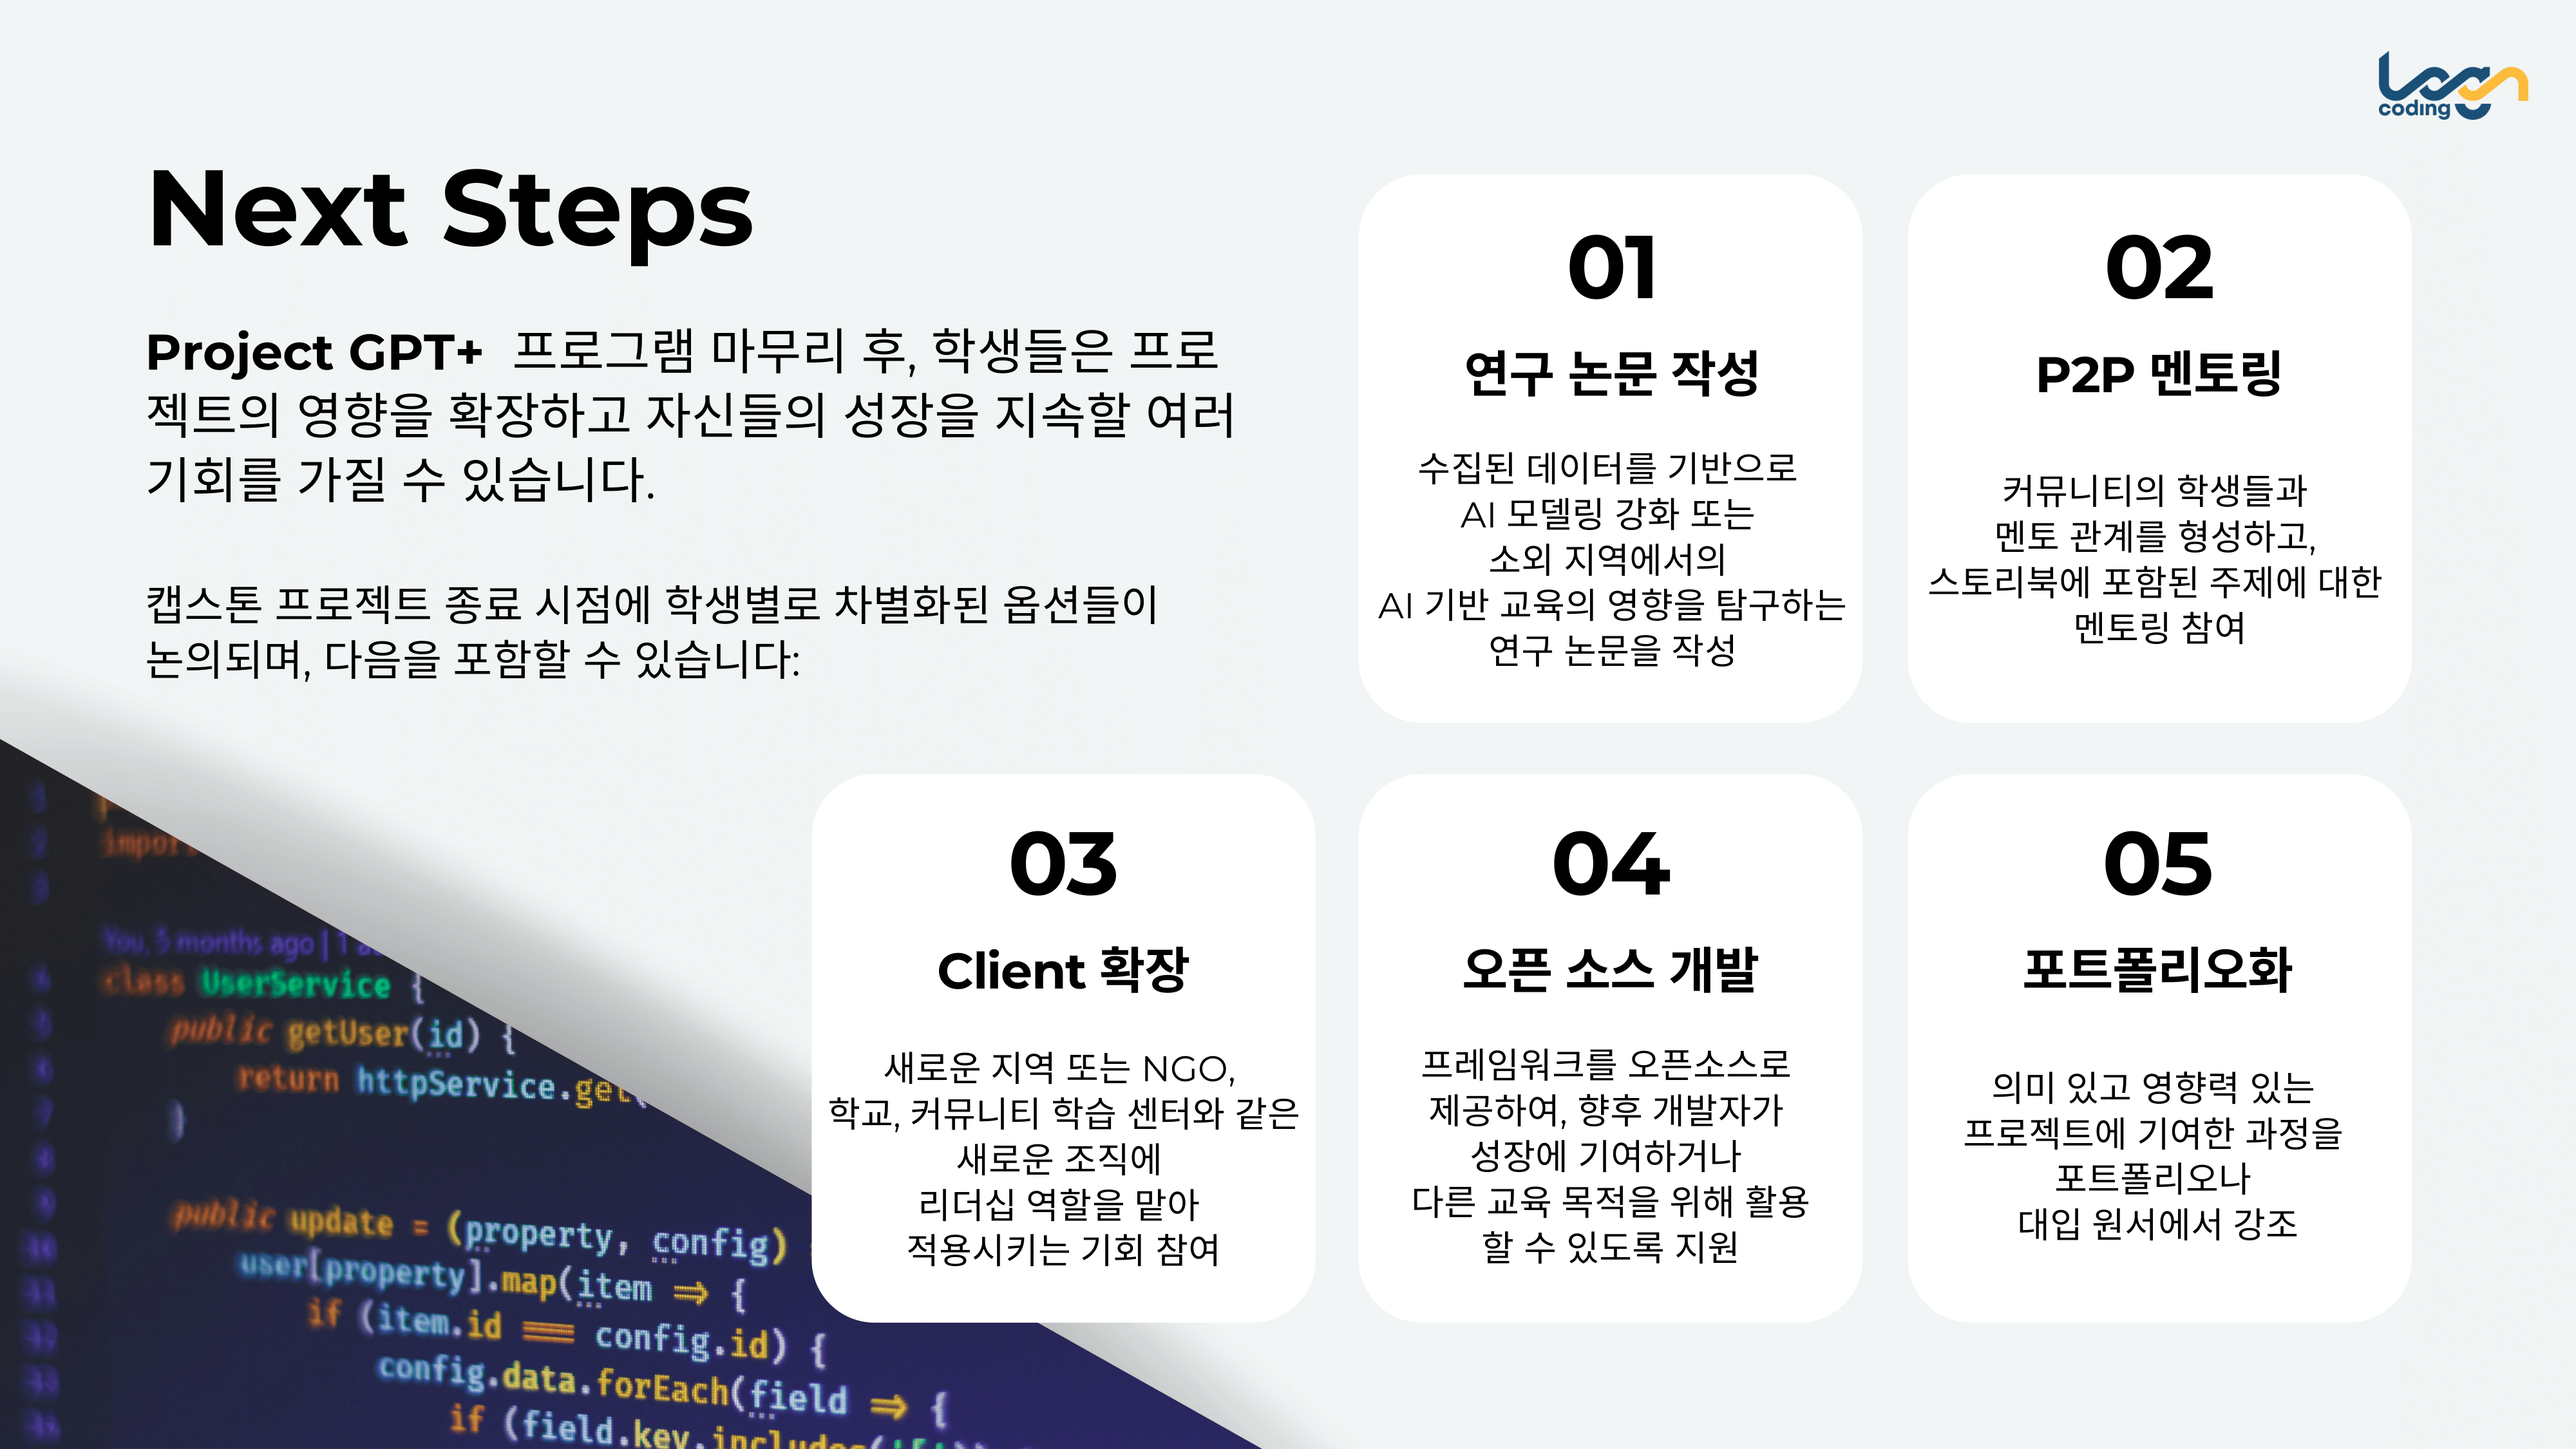 Logan
coding
Next Steps
Project GPT+ 프로그램 마무리 후, 학생들은 프로
젝트의 영향을 확장하고 자신들의 성장을 지속할 여러
기회를 가질 수 있습니다.
캡스톤 프로젝트 종료 시점에 학생별로 차별화된 옵션들이
논의되며, 다음을 포함할 수 있습니다:
01
연구 논문 작성
수집된 데이터를 기반으로
AI 모델링 강화 또는
소외 지역에서의
AI 기반 교육의 영향을 탐구하는
연구 논문을 작성
02
P2P 멘토링
커뮤니티의 학생들과
멘토 관계를 형성하고,
스토리북에 포함된 주제에 대한
멘토링 참여
03
Client 확장
새로운 지역 또는 NGO,
학교, 커뮤니티 학습 센터와 같은
새로운 조직에
리더십 역할을 맡아
적용시키는 기회 참여
04
오픈 소스 개발
프레임워크를 오픈소스로
제공하여, 향후 개발자가
성장에 기여하거나
다른 교육 목적을 위해 활용
할 수 있도록 지원
05
포트폴리오화
의미 있고 영향력 있는
프로젝트에 기여한 과정을
포트폴리오나
대입 원서에서 강조
You, 3 months ago | 1
class UserService {
public getUser(id) {
return httpService.get(
}
public update = (property, config)
user[property].map(item => {
if (item.id === config.id) {
config.data.forEach(field => {
if (field.key.includes(